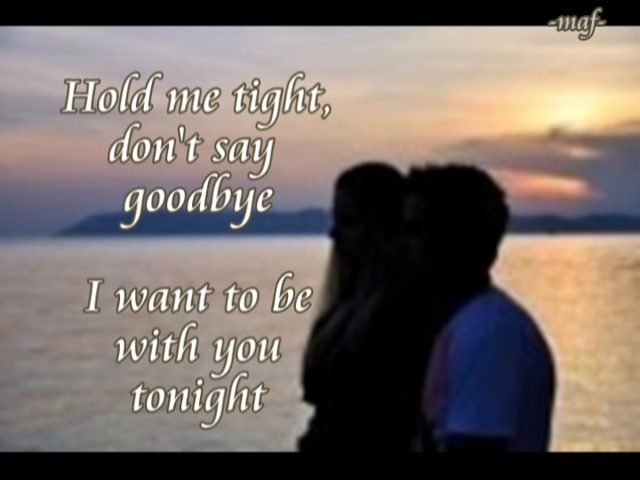 -maf-
Hold me tight,
don't say
goodbye
I want to be
with you
tonight